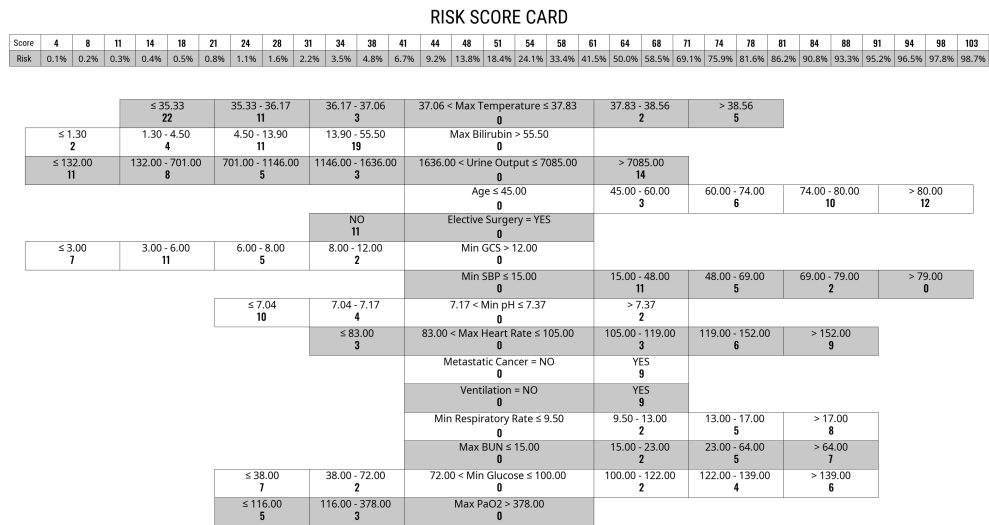 RISK SCORE CARD
Score 4 8 11 14 18 21 24 28 31 34 38 41 44 48 51 54 58 61 64 68 71 74 78 81 84 88 91 94 98 103
Risk 0.1% 0.2% 0.3% 0.4% 0.5% 0.8% 1.1% 1.6% 2.2% 3.5% 4.8% 6.7% 9.2% 13.8% 18.4% 24.1% 33.4% 41.5% 50.0% 58.5% 69.1% 75.9% 81.6% 86.2% 90.8% 93.3% 95.2% 96.5% 97.8% 98.7%
≤ 35.33 35.33 - 36.17 36.17 - 37.06 37.06 < Max Temperature ≤ 37.83 37.83 - 38.56 > 38.56
22 11 3 0 2 5
≤ 1.30 1.30 - 4.50 4.50 - 13.90 13.90 - 55.50 Max Bilirubin > 55.50
2 4 11 19 0
≤ 132.00 132.00 - 701.00 701.00 - 1146.00 1146.00 - 1636.00 1636.00 < Urine Output ≤ 7085.00 > 7085.00
11 8 5 3 0 14
Age ≤ 45.00 45.00 - 60.00 60.00 - 74.00 74.00 - 80.00 > 80.00
0 3 6 10 12
NO Elective Surgery = YES
11 0
≤ 3.00 3.00 - 6.00 6.00 - 8.00 8.00 - 12.00 Min GCS > 12.00
7 11 5 2 0
Min SBP ≤ 15.00 15.00 - 48.00 48.00 - 69.00 69.00 - 79.00 > 79.00
0 11 5 2 0
≤ 7.04 7.04 - 7.17 7.17 < Min pH ≤ 7.37 > 7.37
10 4 0 2
≤ 83.00 83.00 < Max Heart Rate ≤ 105.00 105.00 - 119.00 119.00 - 152.00 > 152.00
3 0 3 6 9
Metastatic Cancer = NO YES
0 9
Ventilation = NO YES
0 9
Min Respiratory Rate ≤ 9.50 9.50 - 13.00 13.00 - 17.00 > 17.00
0 2 5 8
Max BUN ≤ 15.00 15.00 - 23.00 23.00 - 64.00 > 64.00
0 2 5 7
≤ 38.00 38.00 - 72.00 72.00 < Min Glucose ≤ 100.00 100.00 - 122.00 122.00 - 139.00 > 139.00
7 2 0 2 4 6
≤ 116.00 116.00 - 378.00 Max PaO2 > 378.00
5 3 0